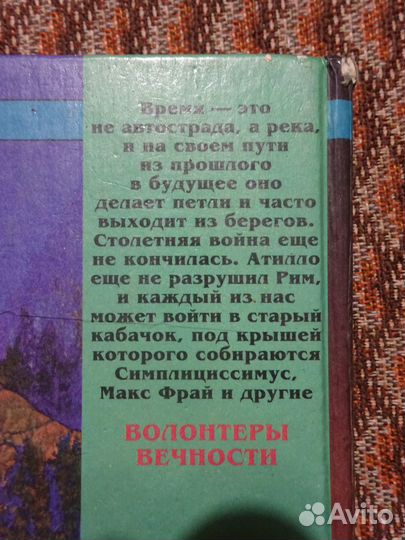 Время — это
не автострада, а река,
и на своем пути
из прошлого
в будущее оно
делает петли и часто
выходит из берегов.
Столетняя война еще
не кончилась. Атилло
еще не разрушил Рим,
и каждый из нас
может войти в старый
кабачок, под крышей
которого собираются
Симплициссимус,
Макс Фрай и другие
ВОЛОНТЕРЫ
ВЕЧНОСТИ
Avito